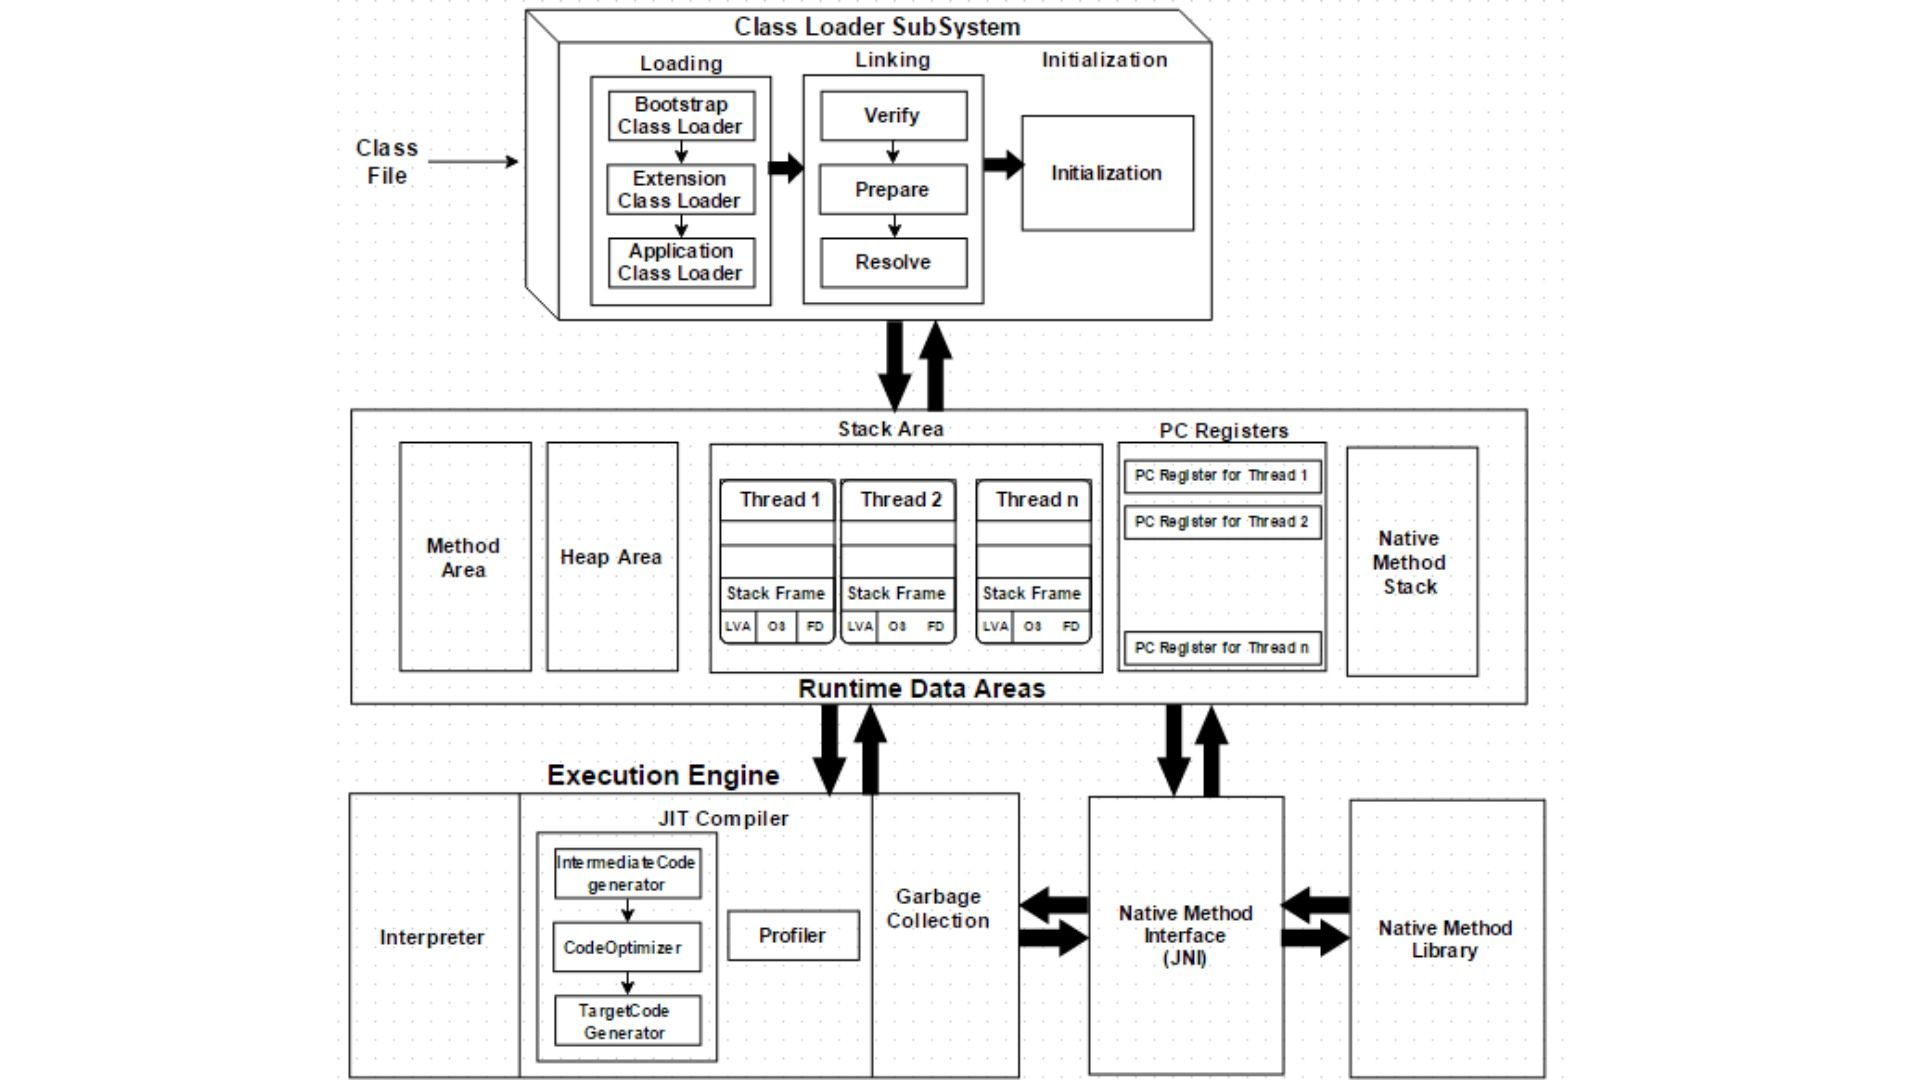 Class Loader SubSystem
Loading
Linking
Initialization
Bootstrap
Class Loader
Extension
Class Loader
Application
Class Loader
Verify
Prepare
Resolve
Initialization
Class
File
Stack Area
PC Registers
Method
Area
Heap Area
Thread 1
Thread 2
Thread n
Stack Frame
Stack Frame
Stack Frame
LVA OS FD
LVA OS FD
LVA OS FD
PC Register for Thread 1
PC Register for Thread 2
PC Register for Thread n
Native
Method
Stack
Runtime Data Areas
Execution Engine
Interpreter
JIT Compiler
IntermediateCode
generator
CodeOptimizer
TargetCode
Generator
Profiler
Garbage
Collection
Native Method
Interface
(JNI)
Native Method
Library